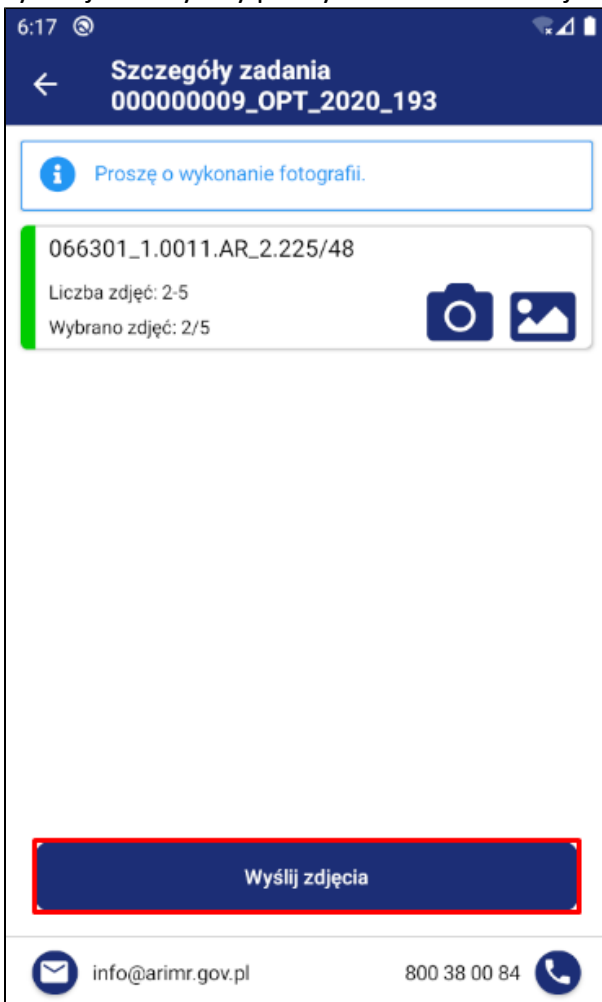 6:17
Szczegóły zadania
000000009_OPT_2020_193
Proszę o wykonanie fotografii.
066301_1.0011.AR_2.225/48
Liczba zdjęć: 2-5
Wybrano zdjęć: 2/5
Wyślij zdjęcia
info@arimr.gov.pl 800 38 00 84